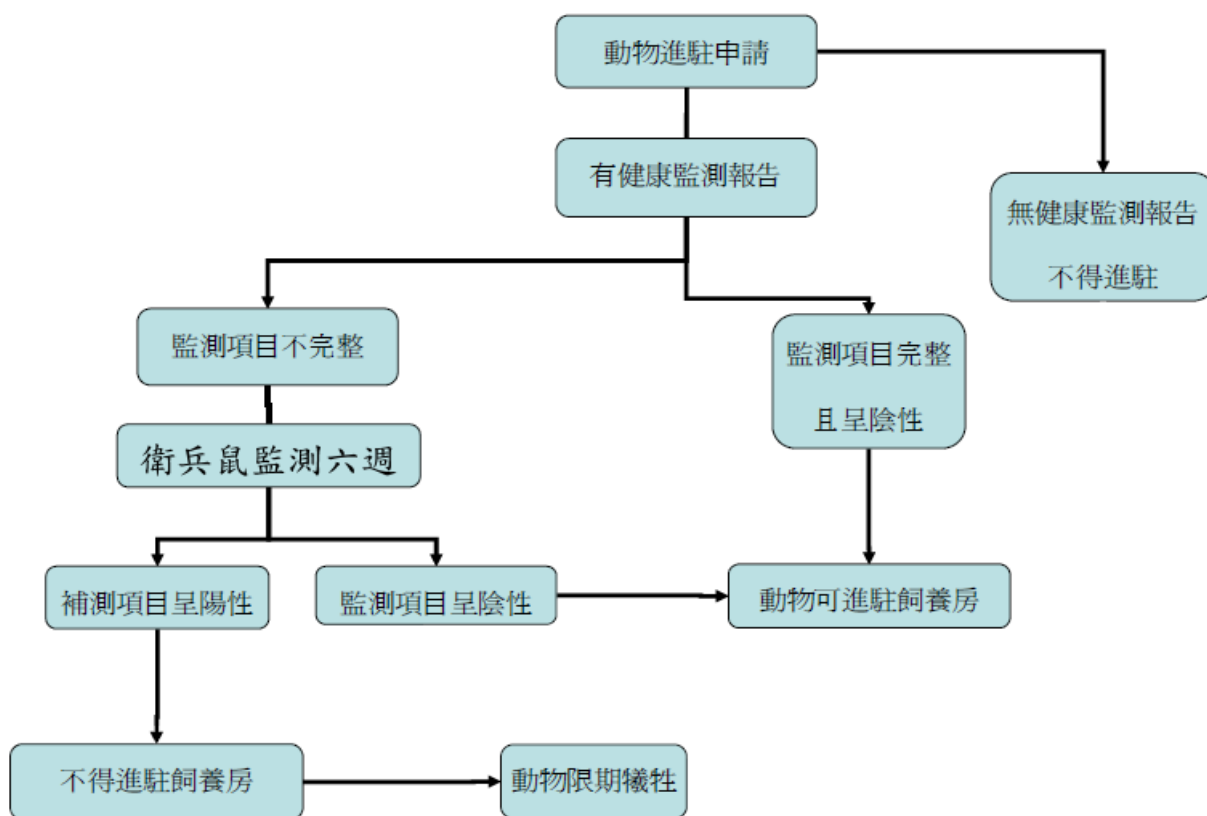 動物進駐申請
有健康監測報告
無健康監測報告
不得進駐
監測項目不完整
監測項目完整
且呈陰性
衛兵鼠監測六週
補測項目呈陽性
監測項目呈陰性
動物可進駐飼養房
不得進駐飼養房
動物限期犧牲